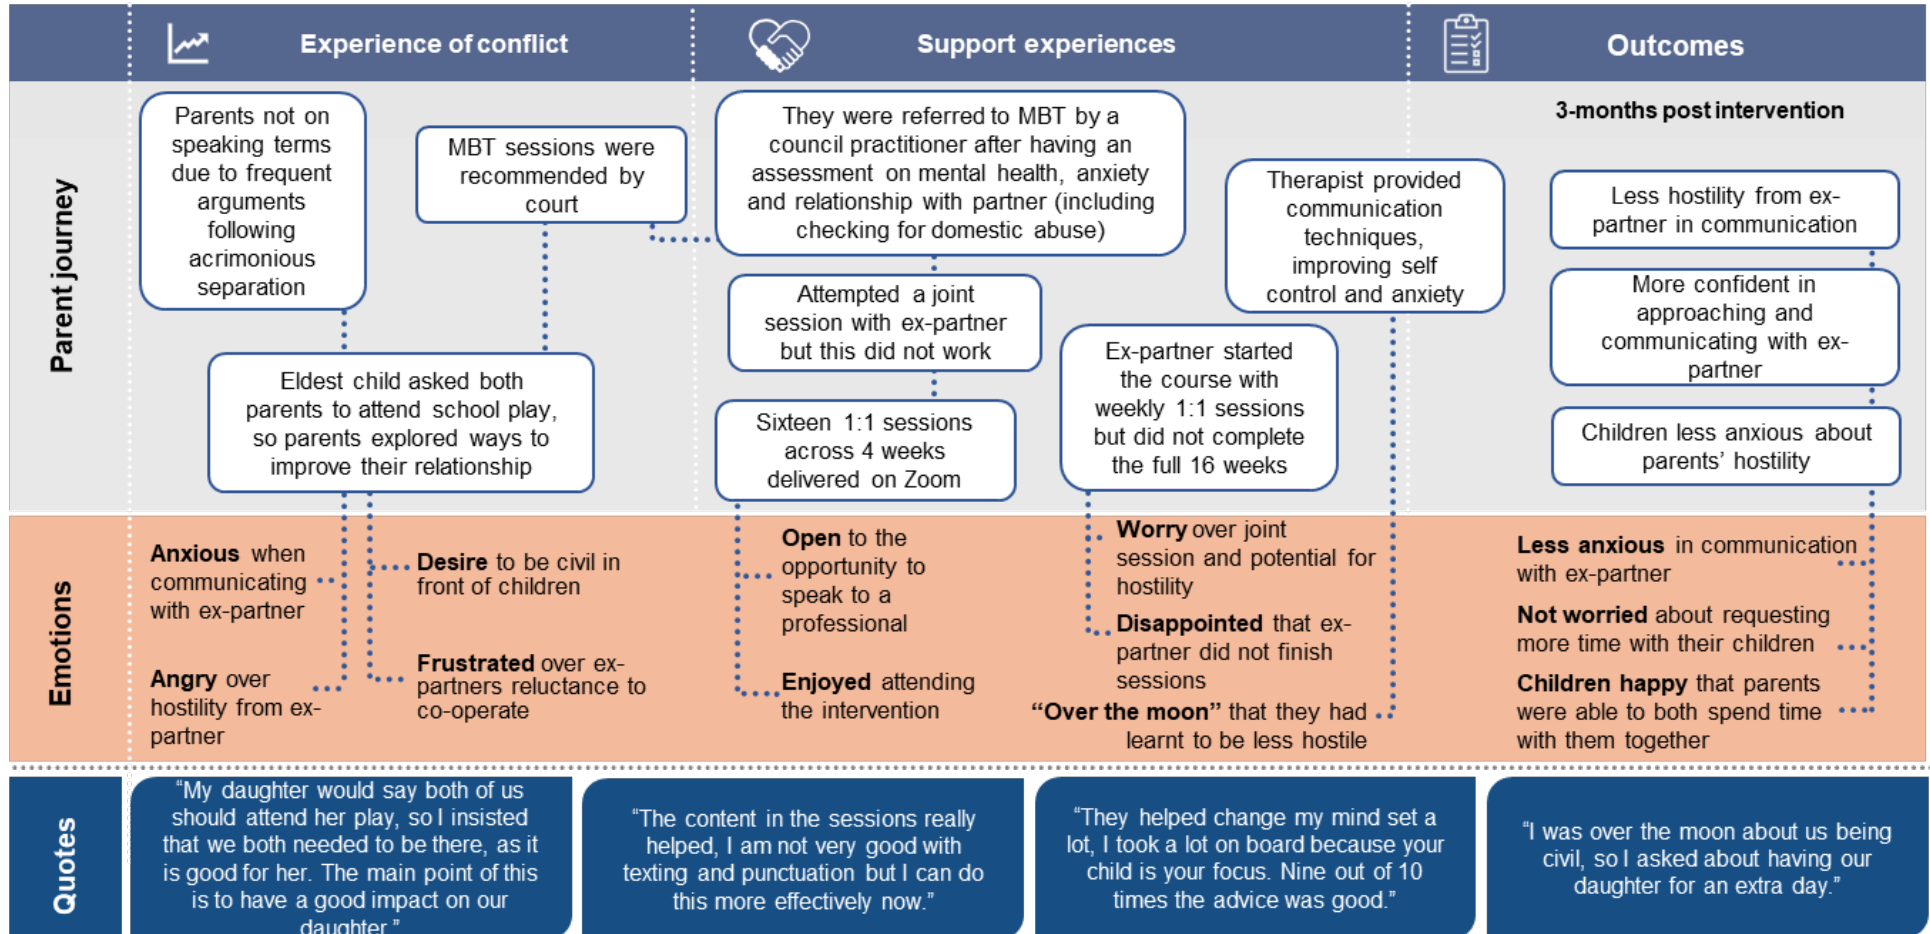 Experience of conflict
Support experiences
Outcomes
Parent journey
Parents not on
speaking terms
due to frequent
arguments
following
acrimonious
separation
MBT sessions were
recommended by
court
Eldest child asked both
parents to attend school play,
so parents explored ways to
improve their relationship
They were referred to MBT by a
council practitioner after having an
assessment on mental health, anxiety
and relationship with partner (including
checking for domestic abuse)
Attempted a joint
session with ex-partner
but this did not work
Sixteen 1:1 sessions
across 4 weeks
delivered on Zoom
Ex-partner started
the course with
weekly 1:1 sessions
but did not complete
the full 16 weeks
Therapist provided
communication
techniques,
improving self
control and anxiety
3-months post intervention
Less hostility from ex-
partner in communication
More confident in
approaching and
communicating with ex-
partner
Children less anxious about
parents’ hostility
Emotions
Anxious when
communicating
with ex-partner
Angry over
hostility from ex-
partner
Desire to be civil in
front of children
Frustrated over ex-
partners reluctance to
co-operate
Open to the
opportunity to
speak to a
professional
Enjoyed attending
the intervention
Worry over joint
session and potential for
hostility
Disappointed that ex-
partner did not finish
sessions
“Over the moon” that they had
learnt to be less hostile
Less anxious in communication
with ex-partner
Not worried about requesting
more time with their children
Children happy that parents
were able to both spend time
with them together
Quotes
“My daughter would say both of us
should attend her play, so I insisted
that we both needed to be there, as it
is good for her. The main point of this
is to have a good impact on our
daughter.”
“The content in the sessions really
helped, I am not very good with
texting and punctuation but I can do
this more effectively now.”
“They helped change my mind set a
lot, I took a lot on board because your
child is your focus. Nine out of 10
times the advice was good.”
“I was over the moon about us being
civil, so I asked about having our
daughter for an extra day.”